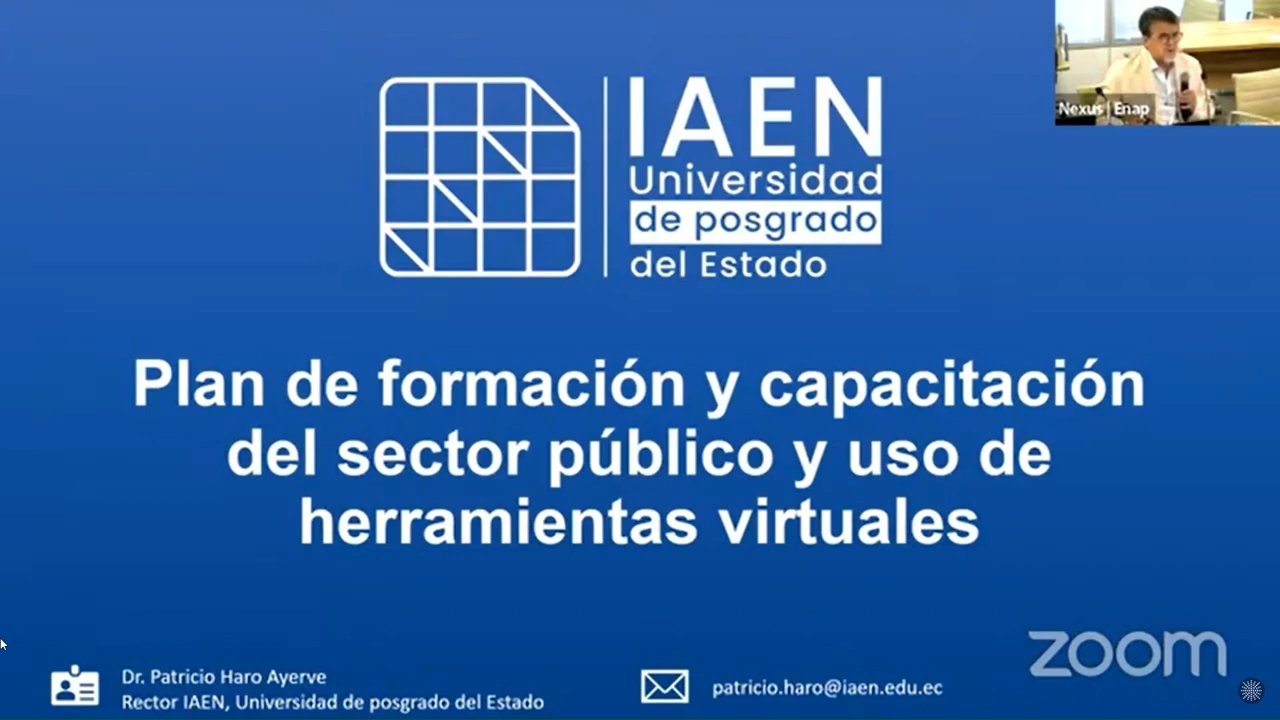 Nexus | Enap
IAEN
Universidad
de posgrado
del Estado
Plan de formación y capacitación
del sector público y uso de
herramientas virtuales
zoom
Dr. Patricio Haro Ayerve
Rector IAEN, Universidad de posgrado del Estado
patricio.haro@iaen.edu.ec